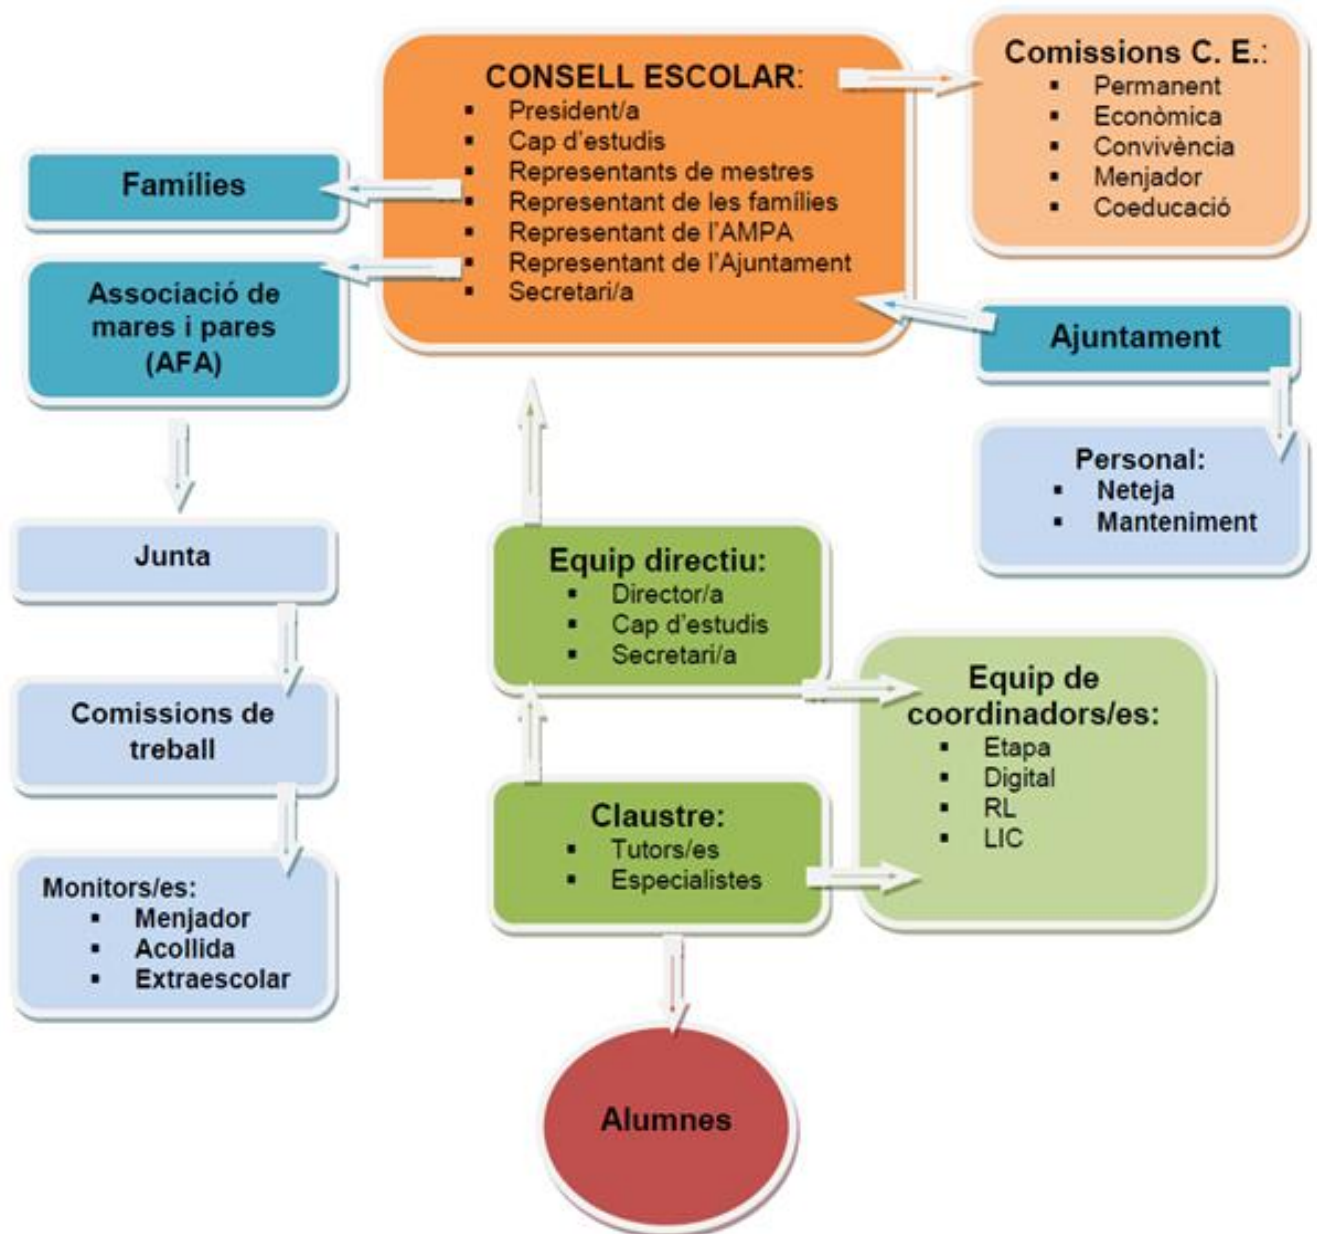 CONSELL ESCOLAR:
▪ President/a
▪ Cap d'estudis
▪ Representants de mestres
▪ Representant de les famílies
▪ Representant de l'AMPA
▪ Representant de l'Ajuntament
▪ Secretari/a
Comissions C. E.:
▪ Permanent
▪ Econòmica
▪ Convivència
▪ Menjador
▪ Coeducació
Famílies
Associació de
mares i pares
(AFA)
Ajuntament
Personal:
▪ Neteja
▪ Manteniment
Junta
Equip directiu:
▪ Director/a
▪ Cap d'estudis
▪ Secretari/a
Comissions de
treball
Equip de
coordinadors/es:
▪ Etapa
▪ Digital
▪ RL
▪ LIC
Claustre:
▪ Tutors/es
▪ Especialistes
Monitors/es:
▪ Menjador
▪ Acollida
▪ Extraescolar
Alumnes